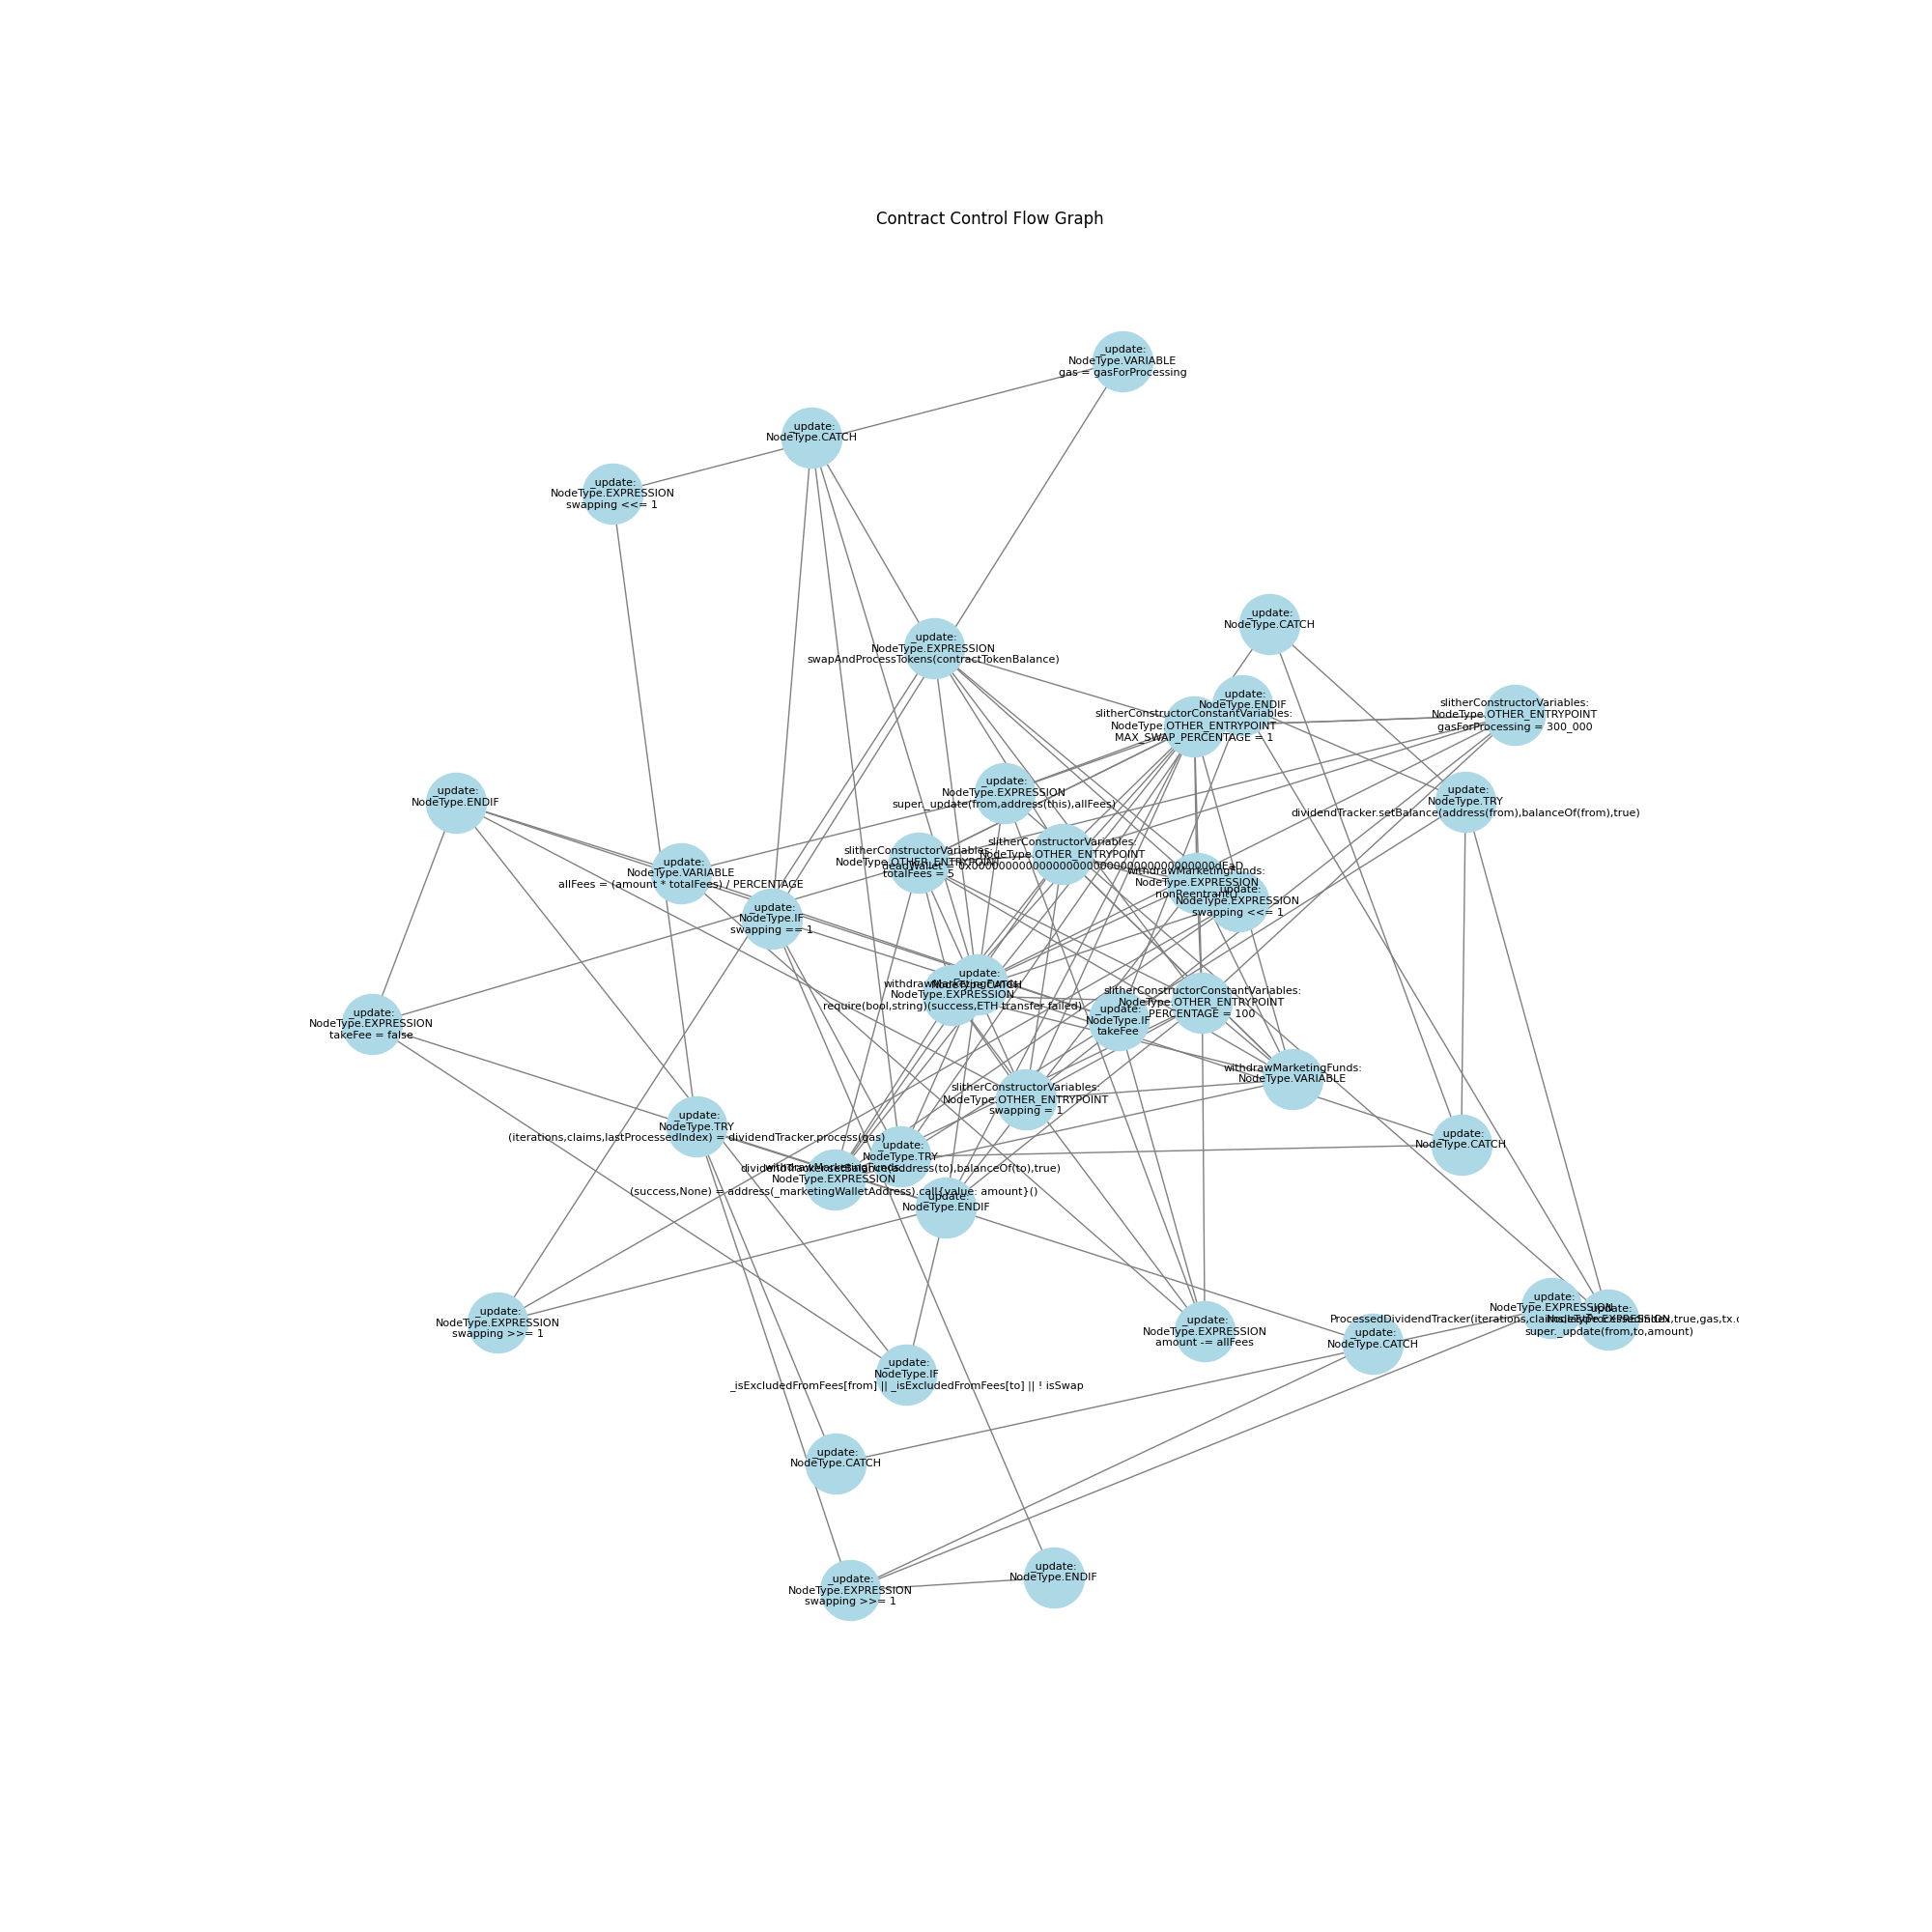 Contract Control Flow Graph
_update:
NodeType.VARIABLE
gas = gasForProcessing
_update:
NodeType.CATCH
_update:
NodeType.EXPRESSION
swapping <<= 1
_update:
NodeType.CATCH
_update:
NodeType.EXPRESSION
swapAndProcessTokens(contractTokenBalance)
_update:
NodeType.ENDIF
slitherConstructorConstantVariables:
NodeType.OTHER_ENTRYPOINT
MAX_SWAP_PERCENTAGE = 1
slitherConstructorVariables:
NodeType.OTHER_ENTRYPOINT
gasForProcessing = 300_000
_update:
NodeType.EXPRESSION
super._update(from,address(this),allFees)
_update:
NodeType.ENDIF
_update:
NodeType.TRY
dividendTracker.setBalance(address(from),balanceOf(from),true)
slitherConstructorVariables:
NodeType.OTHER_ENTRYPOINT
totalFees = 5
slitherConstructorVariables:
NodeType.OTHER_ENTRYPOINT
_update:
NodeType.VARIABLE
allFees = (amount * totalFees) / PERCENTAGE
withdrawMarketingFunds:
NodeType.EXPRESSION
nonReentrant()
_update:
NodeType.EXPRESSION
swapping <<= 1
_update:
NodeType.IF
swapping == 1
_update:
NodeType.CATCH
withdrawMarketingFunds:
NodeType.EXPRESSION
require(bool,string)(success,ETH transfer failed)
slitherConstructorConstantVariables:
NodeType.OTHER_ENTRYPOINT
PERCENTAGE = 100
_update:
NodeType.IF
takeFee
_update:
NodeType.EXPRESSION
takeFee = false
withdrawMarketingFunds:
NodeType.VARIABLE
slitherConstructorVariables:
NodeType.OTHER_ENTRYPOINT
swapping = 1
_update:
NodeType.TRY
(iterations,claims,lastProcessedIndex) = dividendTracker.process(gas)
_update:
NodeType.CATCH
_update:
NodeType.TRY
dividendTracker.setBalance(address(to),balanceOf(to),true)
withdrawMarketingFunds:
NodeType.EXPRESSION
(success,None) = address(_marketingWalletAddress).call{value: amount}()
_update:
NodeType.ENDIF
_update:
NodeType.EXPRESSION
swapping >>= 1
_update:
NodeType.EXPRESSION
amount -= allFees
_update:
NodeType.EXPRESSION
_update:
NodeType.EXPRESSION
super._update(from,to,amount)
_update:
NodeType.CATCH
_update:
NodeType.IF
_isExcludedFromFees[from] || _isExcludedFromFees[to] || ! isSwap
_update:
NodeType.CATCH
_update:
NodeType.ENDIF
_update:
NodeType.EXPRESSION
swapping >>= 1